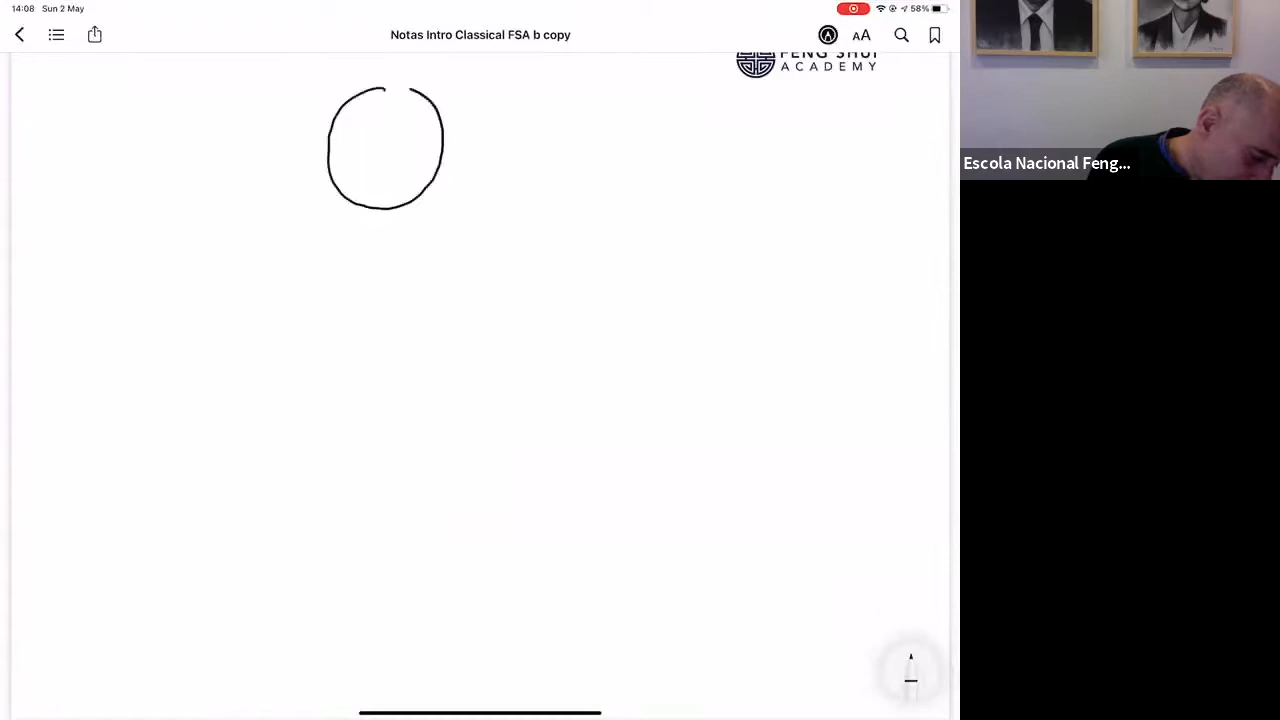 14:08 Sun 2 May
58%
Notas Intro Classical FSA b copy
AA
FENG SHUI
ACADEMY
Escola Nacional Feng...